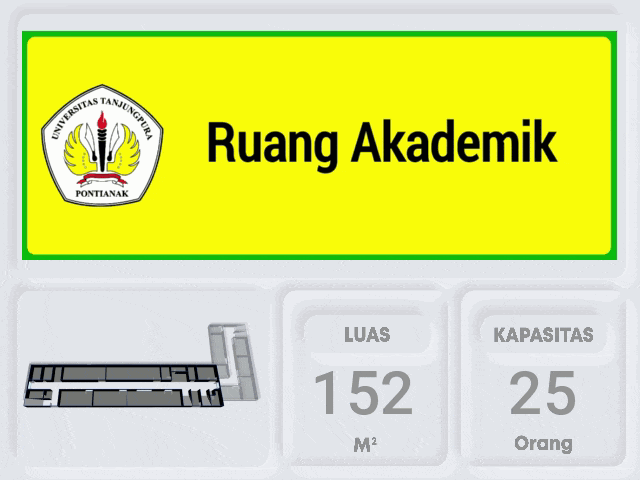 UNIVERSITAS TANJUNGPURA
PONTIANAK
Ruang Akademik
LUAS
152
M²
KAPASITAS
25
Orang